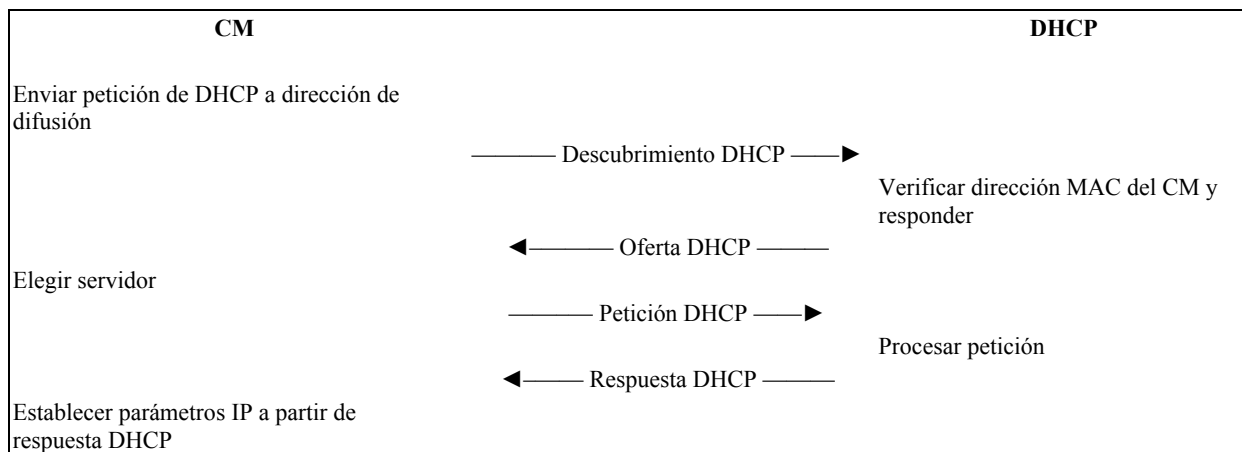 CM DHCP
Enviar petición de DHCP a dirección de
difusión
Descubrimiento DHCP
Verificar dirección MAC del CM y
responder
Oferta DHCP
Elegir servidor
Petición DHCP
Procesar petición
Respuesta DHCP
Establecer parámetros IP a partir de
respuesta DHCP